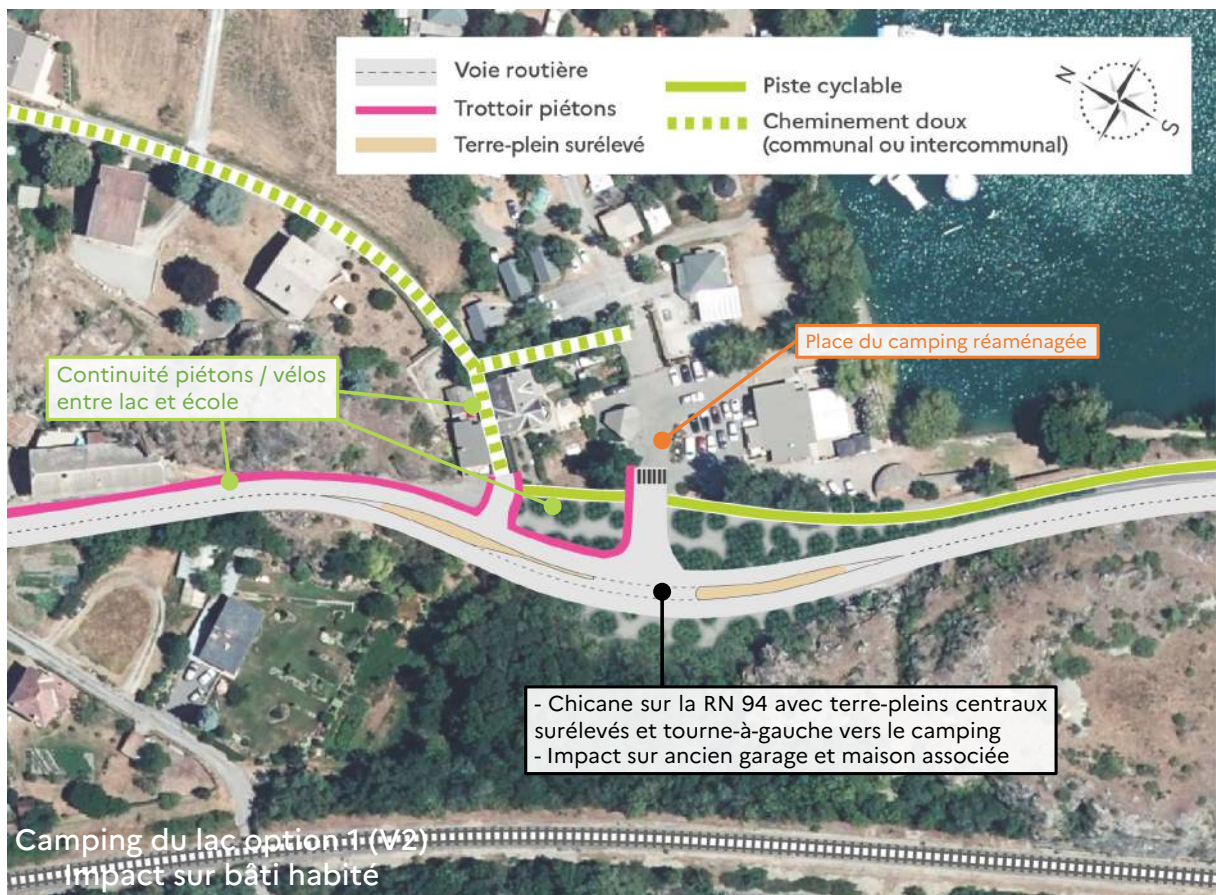 Voie routière
Trottoir piétons
Terre-plein surélevé
Piste cyclable
Cheminement doux
(communal ou intercommunal)
N
S
Place du camping réaménagée
Continuité piétons / vélos
entre lac et école
- Chicane sur la RN 94 avec terre-pleins centraux
surélevés et tourne-à-gauche vers le camping
- Impact sur ancien garage et maison associée
Camping du lac option 1 (V2)
Impact sur bâti habité